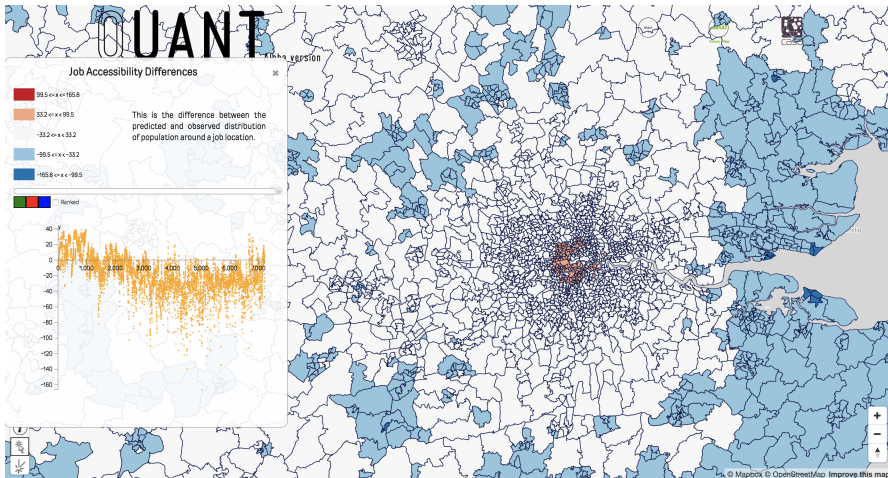 QUANT
Alpha version
Job Accessibility Differences
99.5 <= x <= 165.8
33.2 <= x < 99.5
-33.2 <= x < 33.2
-99.5 <= x < -33.2
-165.8 <= x < -99.5
This is the difference between the
predicted and observed distribution
of population around a job location.
Ranked
y
40
20
0
-20
-40
-60
-80
-100
-120
-140
-160
0 1,000 2,000 3,000 4,000 5,000 6,000 7,000
© Mapbox © OpenStreetMap Improve this map